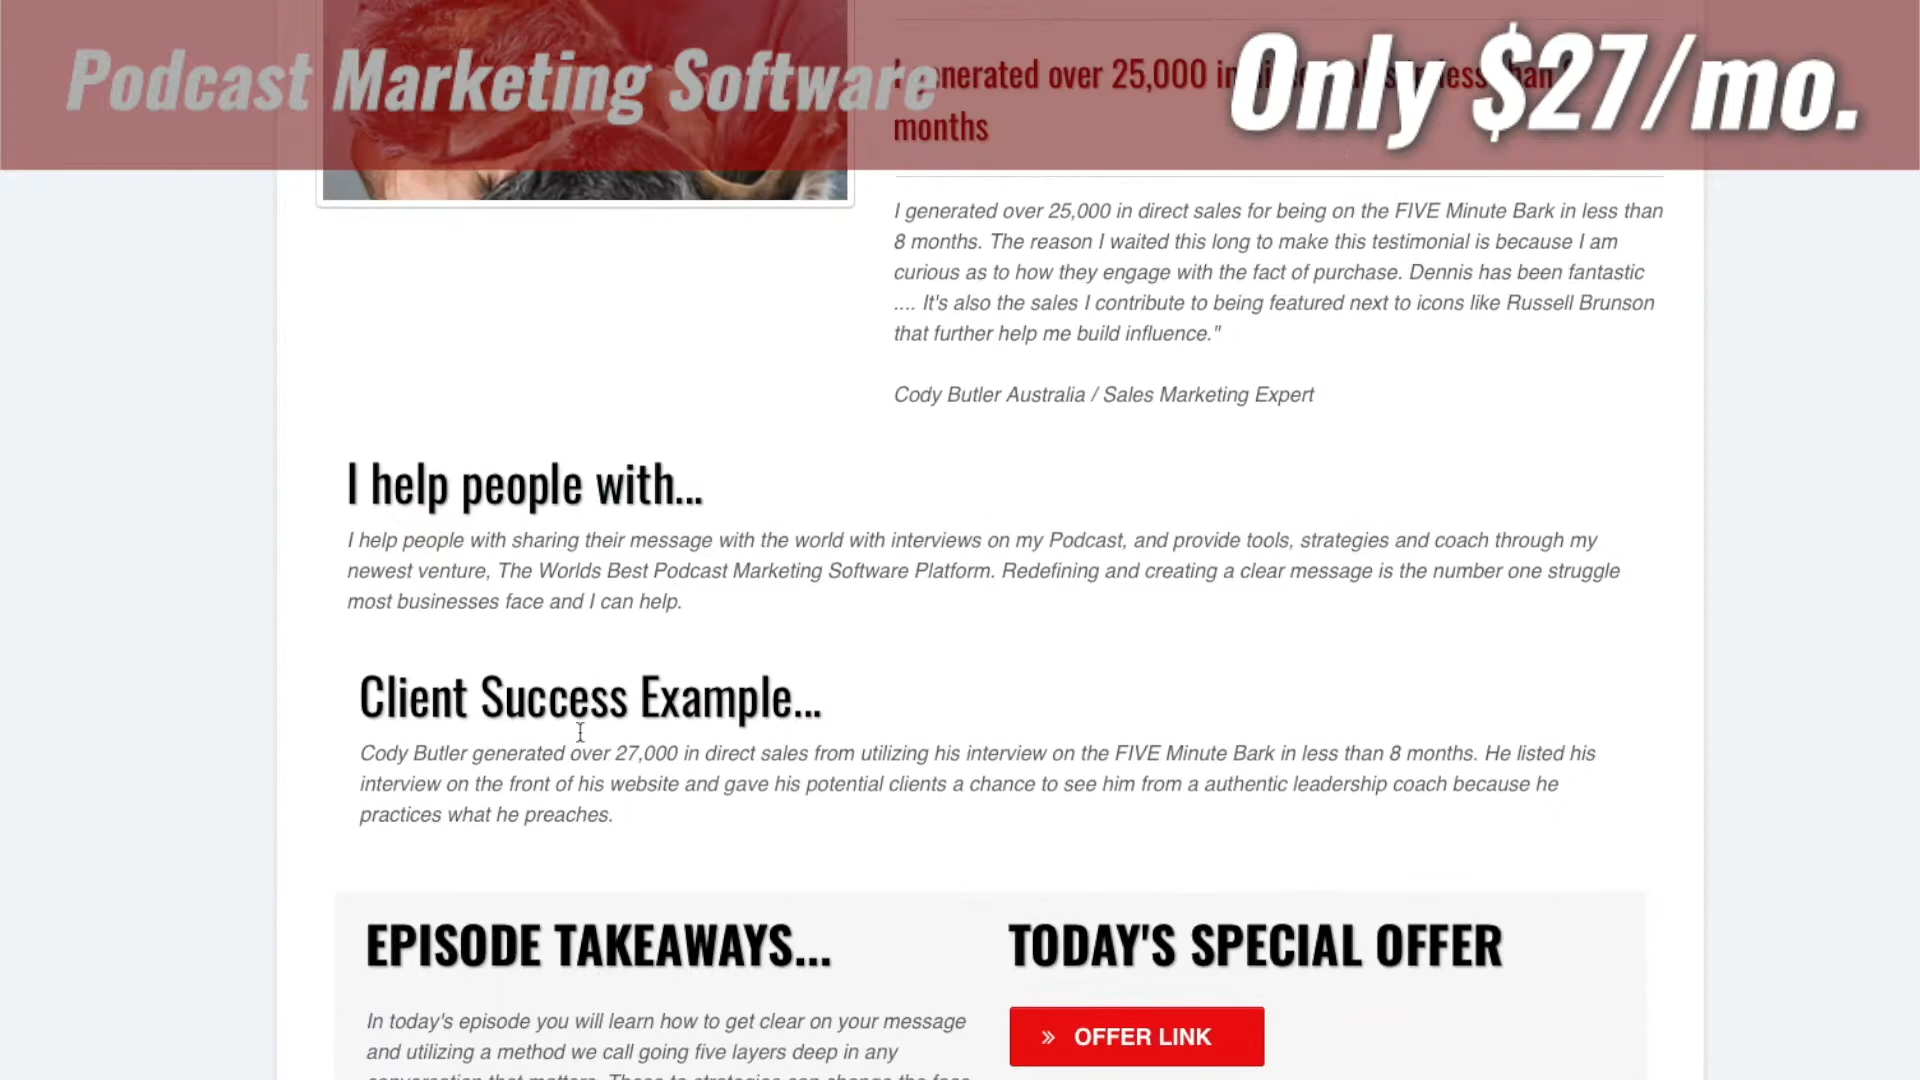 Podcast Marketing Software
Only $27/mo.
generated over 25,000 in less than
months
I generated over 25,000 in direct sales for being on the FIVE Minute Bark in less than
8 months. The reason I waited this long to make this testimonial is because I am
curious as to how they engage with the fact of purchase. Dennis has been fantastic
.... It's also the sales I contribute to being featured next to icons like Russell Brunson
that further help me build influence."
Cody Butler Australia / Sales Marketing Expert
I help people with...
I help people with sharing their message with the world with interviews on my Podcast, and provide tools, strategies and coach through my
newest venture, The Worlds Best Podcast Marketing Software Platform. Redefining and creating a clear message is the number one struggle
most businesses face and I can help.
Client Success Example...
Cody Butler generated over 27,000 in direct sales from utilizing his interview on the FIVE Minute Bark in less than 8 months. He listed his
interview on the front of his website and gave his potential clients a chance to see him from a authentic leadership coach because he
practices what he preaches.
EPISODE TAKEAWAYS...
TODAY'S SPECIAL OFFER
In today's episode you will learn how to get clear on your message
and utilizing a method we call going five layers deep in any
» OFFER LINK